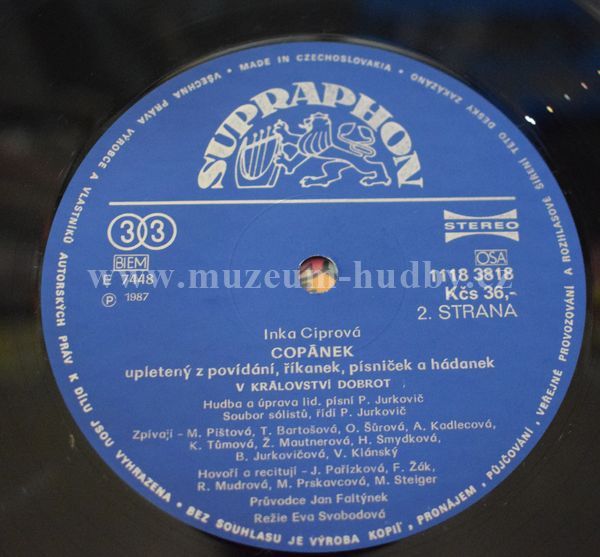 VŠECHNA PRÁVA VÝROBCE A VLASTNÍKŮ AUTORSKÝCH PRÁV K DÍLU JSOU VYHRAZENA • BEZ SOUHLASU JE VÝROBA KOPIÍ, PRONÁJEM, PŮJČOVÁNÍ, VEŘEJNÉ PROVOZOVÁNÍ A ROZHLASOVÉ ŠÍŘENÍ TÉTO DESKY ZAKÁZÁNO • MADE IN CZECHOSLOVAKIA •
SUPRAPHON
33
STEREO
BIEM
OSA
E 7448
1118 3818
℗ 1987
Kčs 36,-
2. STRANA
www.muzeum-hudby.cz
Inka Ciprová
COPÁNEK
upletený z povídání, říkanek, písniček a hádanek
V KRÁLOVSTVÍ DOBROT
Hudba a úprava lid. písní P. Jurkovič
Soubor sólistů, řídí P. Jurkovič
Zpívají – M. Pištová, T. Bartošová, O. Šůrová, A. Kadlecová,
K. Tůmová, Ž. Mautnerová, H. Smydková,
B. Jurkovičová, V. Klánský
Hovoří a recitují – J. Pařízková, F. Žák,
R. Mudrová, M. Prskavcová, M. Steiger
Průvodce Jan Faltýnek
Režie Eva Svobodová